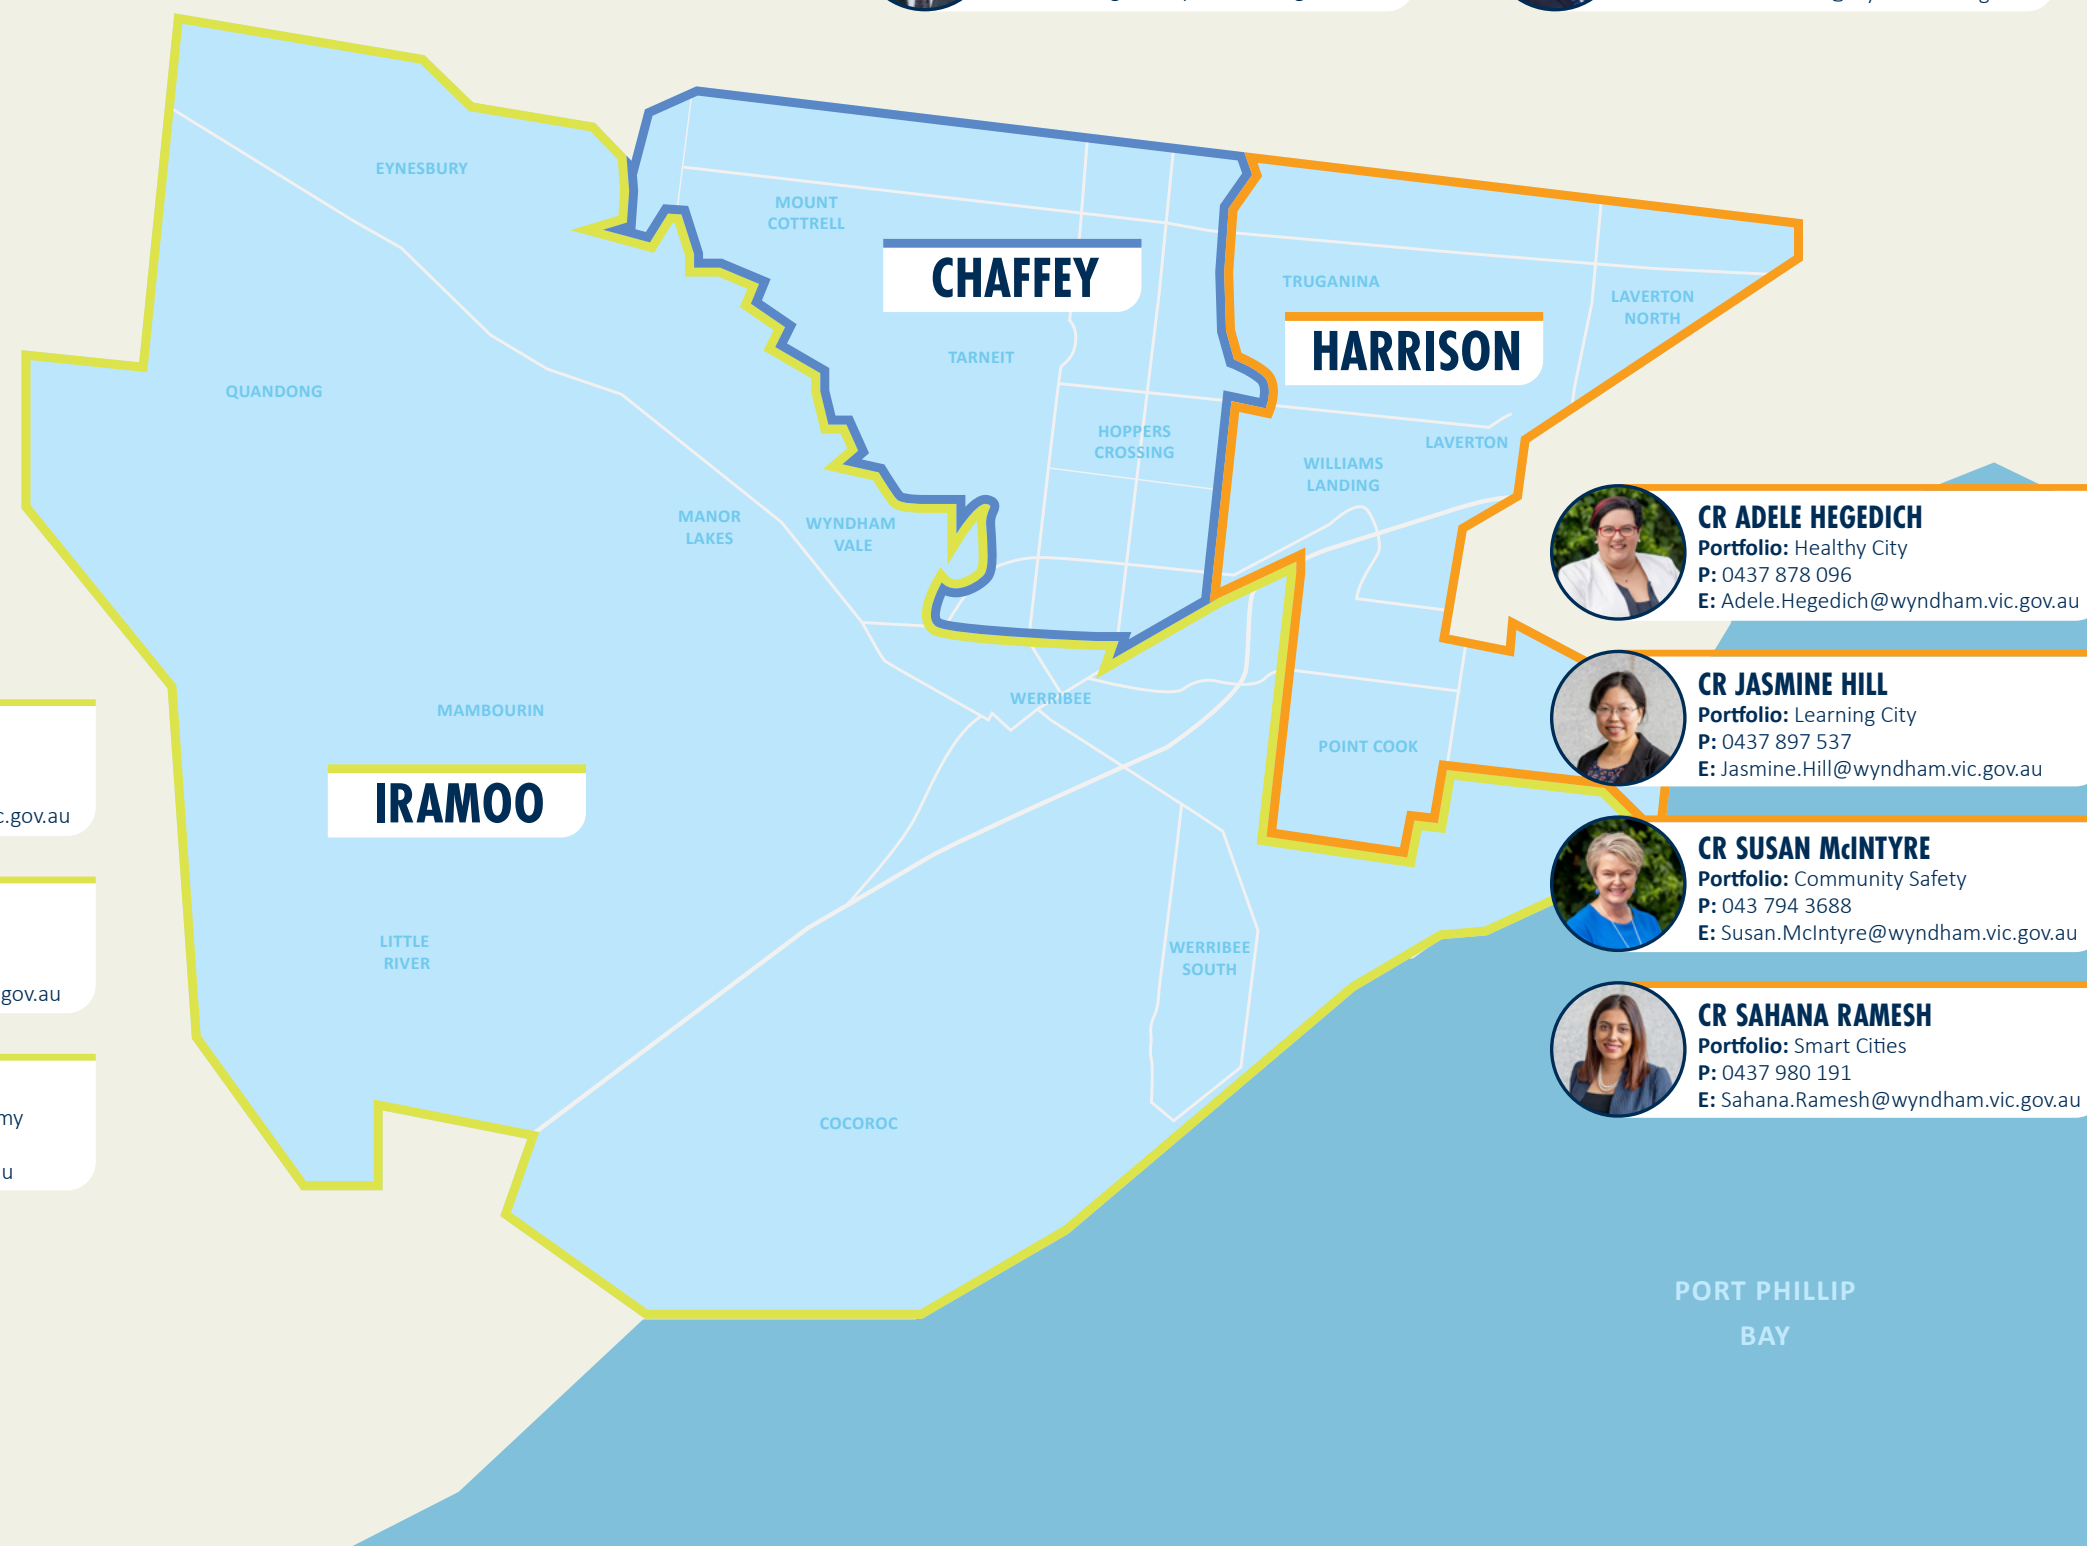 EYNESBURY
MOUNT
COTTRELL
CHAFFEY
TRUGANINA
LAVERTON
NORTH
HARRISON
TARNEIT
QUANDONG
HOPPERS
CROSSING
LAVERTON
WILLIAMS
LANDING
MANOR
LAKES
WYNDHAM
VALE
WERRIBEE
MAMBOURIN
POINT COOK
IRAMOO
LITTLE
RIVER
WERRIBEE
SOUTH
COCOROC
CR ADELE HEGEDICH
Portfolio: Healthy City
P: 0437 878 096
E: Adele.Hegedich@wyndham.vic.gov.au
CR JASMINE HILL
Portfolio: Learning City
P: 0437 897 537
E: Jasmine.Hill@wyndham.vic.gov.au
CR SUSAN McINTYRE
Portfolio: Community Safety
P: 043 794 3688
E: Susan.McIntyre@wyndham.vic.gov.au
CR SAHANA RAMESH
Portfolio: Smart Cities
P: 0437 980 191
E: Sahana.Ramesh@wyndham.vic.gov.au
c.gov.au
gov.au
my
u
PORT PHILLIP
BAY